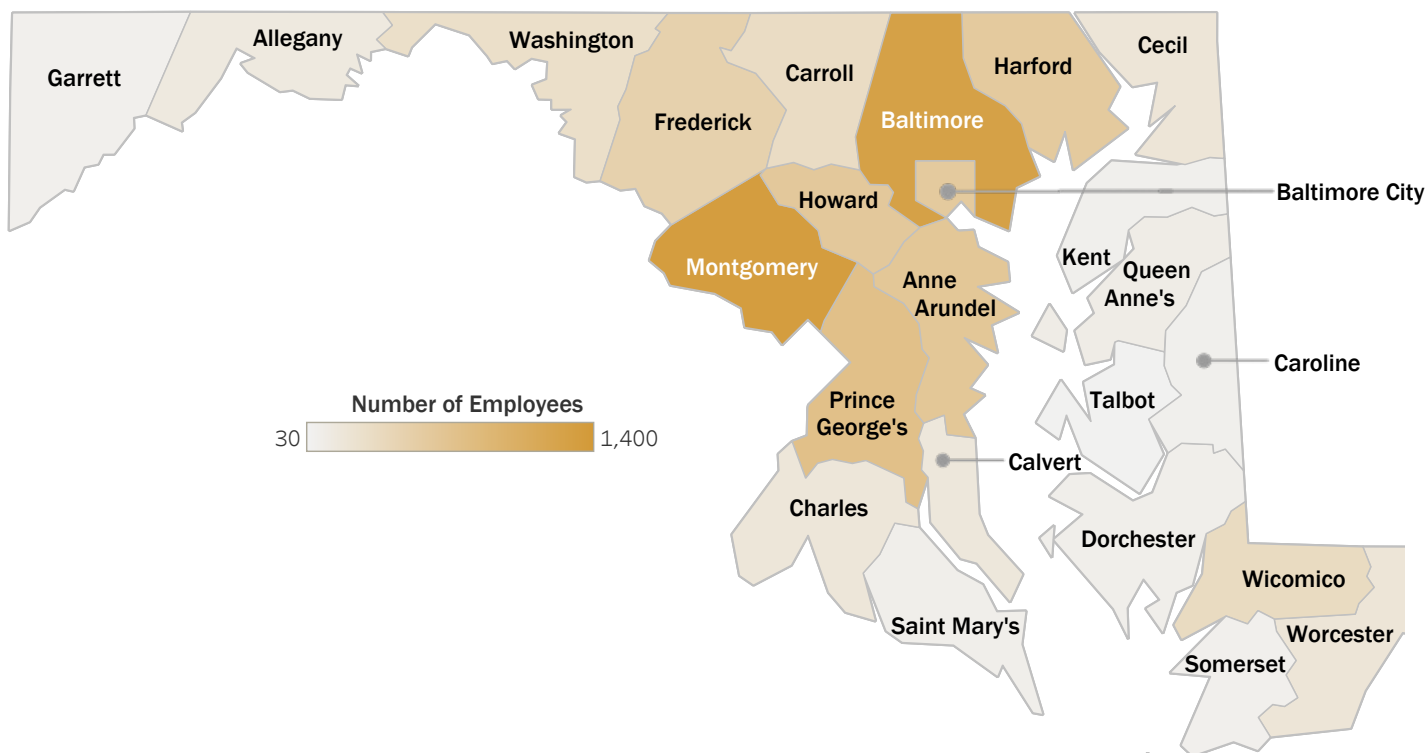 Garrett
Allegany
Washington
Frederick
Carroll
Baltimore
Harford
Cecil
Baltimore City
Howard
Montgomery
Anne
Arundel
Kent
Queen
Anne's
Caroline
Talbot
Number of Employees
30
1,400
Prince
George's
Calvert
Charles
Dorchester
Saint Mary's
Wicomico
Worcester
Somerset